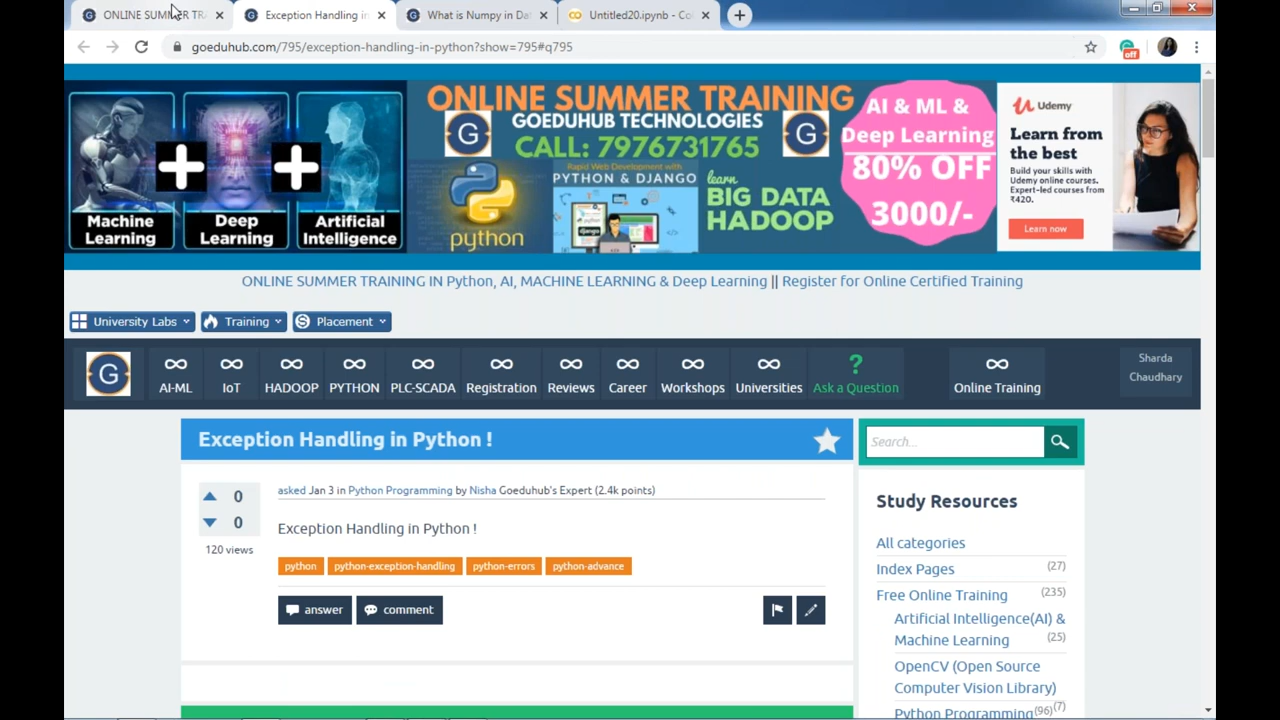 ONLINE SUMMER TRA
Exception Handling in
What is Numpy in Da
Untitled20.ipynb - Co
goeduhub.com/795/exception-handling-in-python?show=795#q795
off
Machine Learning
Deep Learning
Artificial Intelligence
ONLINE SUMMER TRAINING
GOEDUHUB TECHNOLOGIES
G
G
CALL: 7976731765
python
Rapid Web Development with
PYTHON & DJANGO
learn
BIG DATA
HADOOP
AI & ML &
Deep Learning
80% OFF
3000/-
Udemy
Learn from
the best
Build your skills with
Udemy online courses.
Expert-led courses from
₹420.
Learn now
ONLINE SUMMER TRAINING IN Python, AI, MACHINE LEARNING & Deep Learning || Register for Online Certified Training
University Labs
Training
Placement
G
AI-ML
IoT
HADOOP
PYTHON
PLC-SCADA
Registration
Reviews
Career
Workshops
Universities
?
Ask a Question
Online Training
Sharda
Chaudhary
Exception Handling in Python !
Search...
0
0
120 views
asked Jan 3 in Python Programming by Nisha Goeduhub's Expert (2.4k points)
Exception Handling in Python !
python python-exception-handling python-errors python-advance
answer
comment
Study Resources
All categories
Index Pages (27)
Free Online Training (235)
Artificial Intelligence(AI) &
Machine Learning (25)
OpenCV (Open Source
Computer Vision Library)
(7)
Python Programming (96)